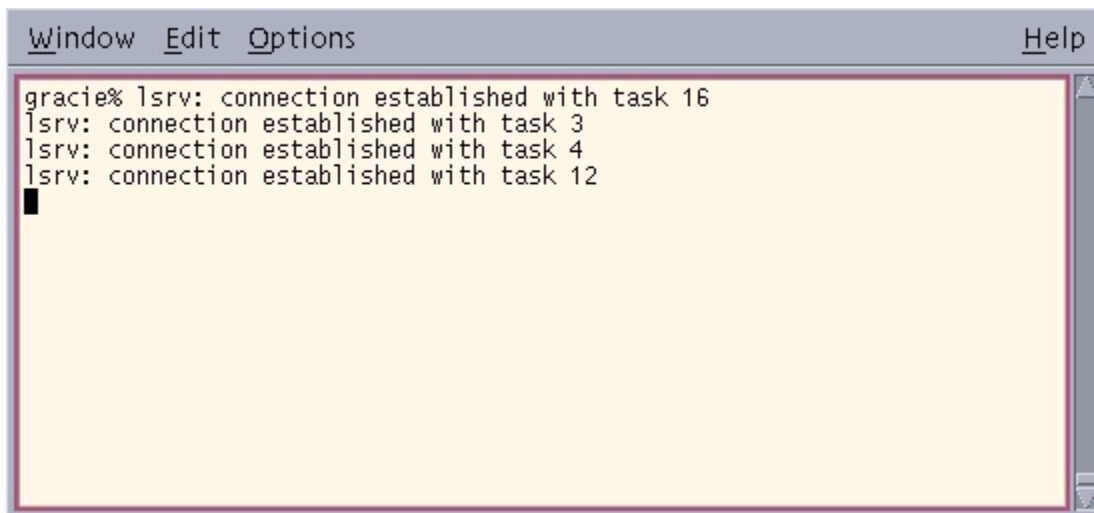 Window Edit Options Help
gracie% lsrv: connection established with task 16
lsrv: connection established with task 3
lsrv: connection established with task 4
lsrv: connection established with task 12